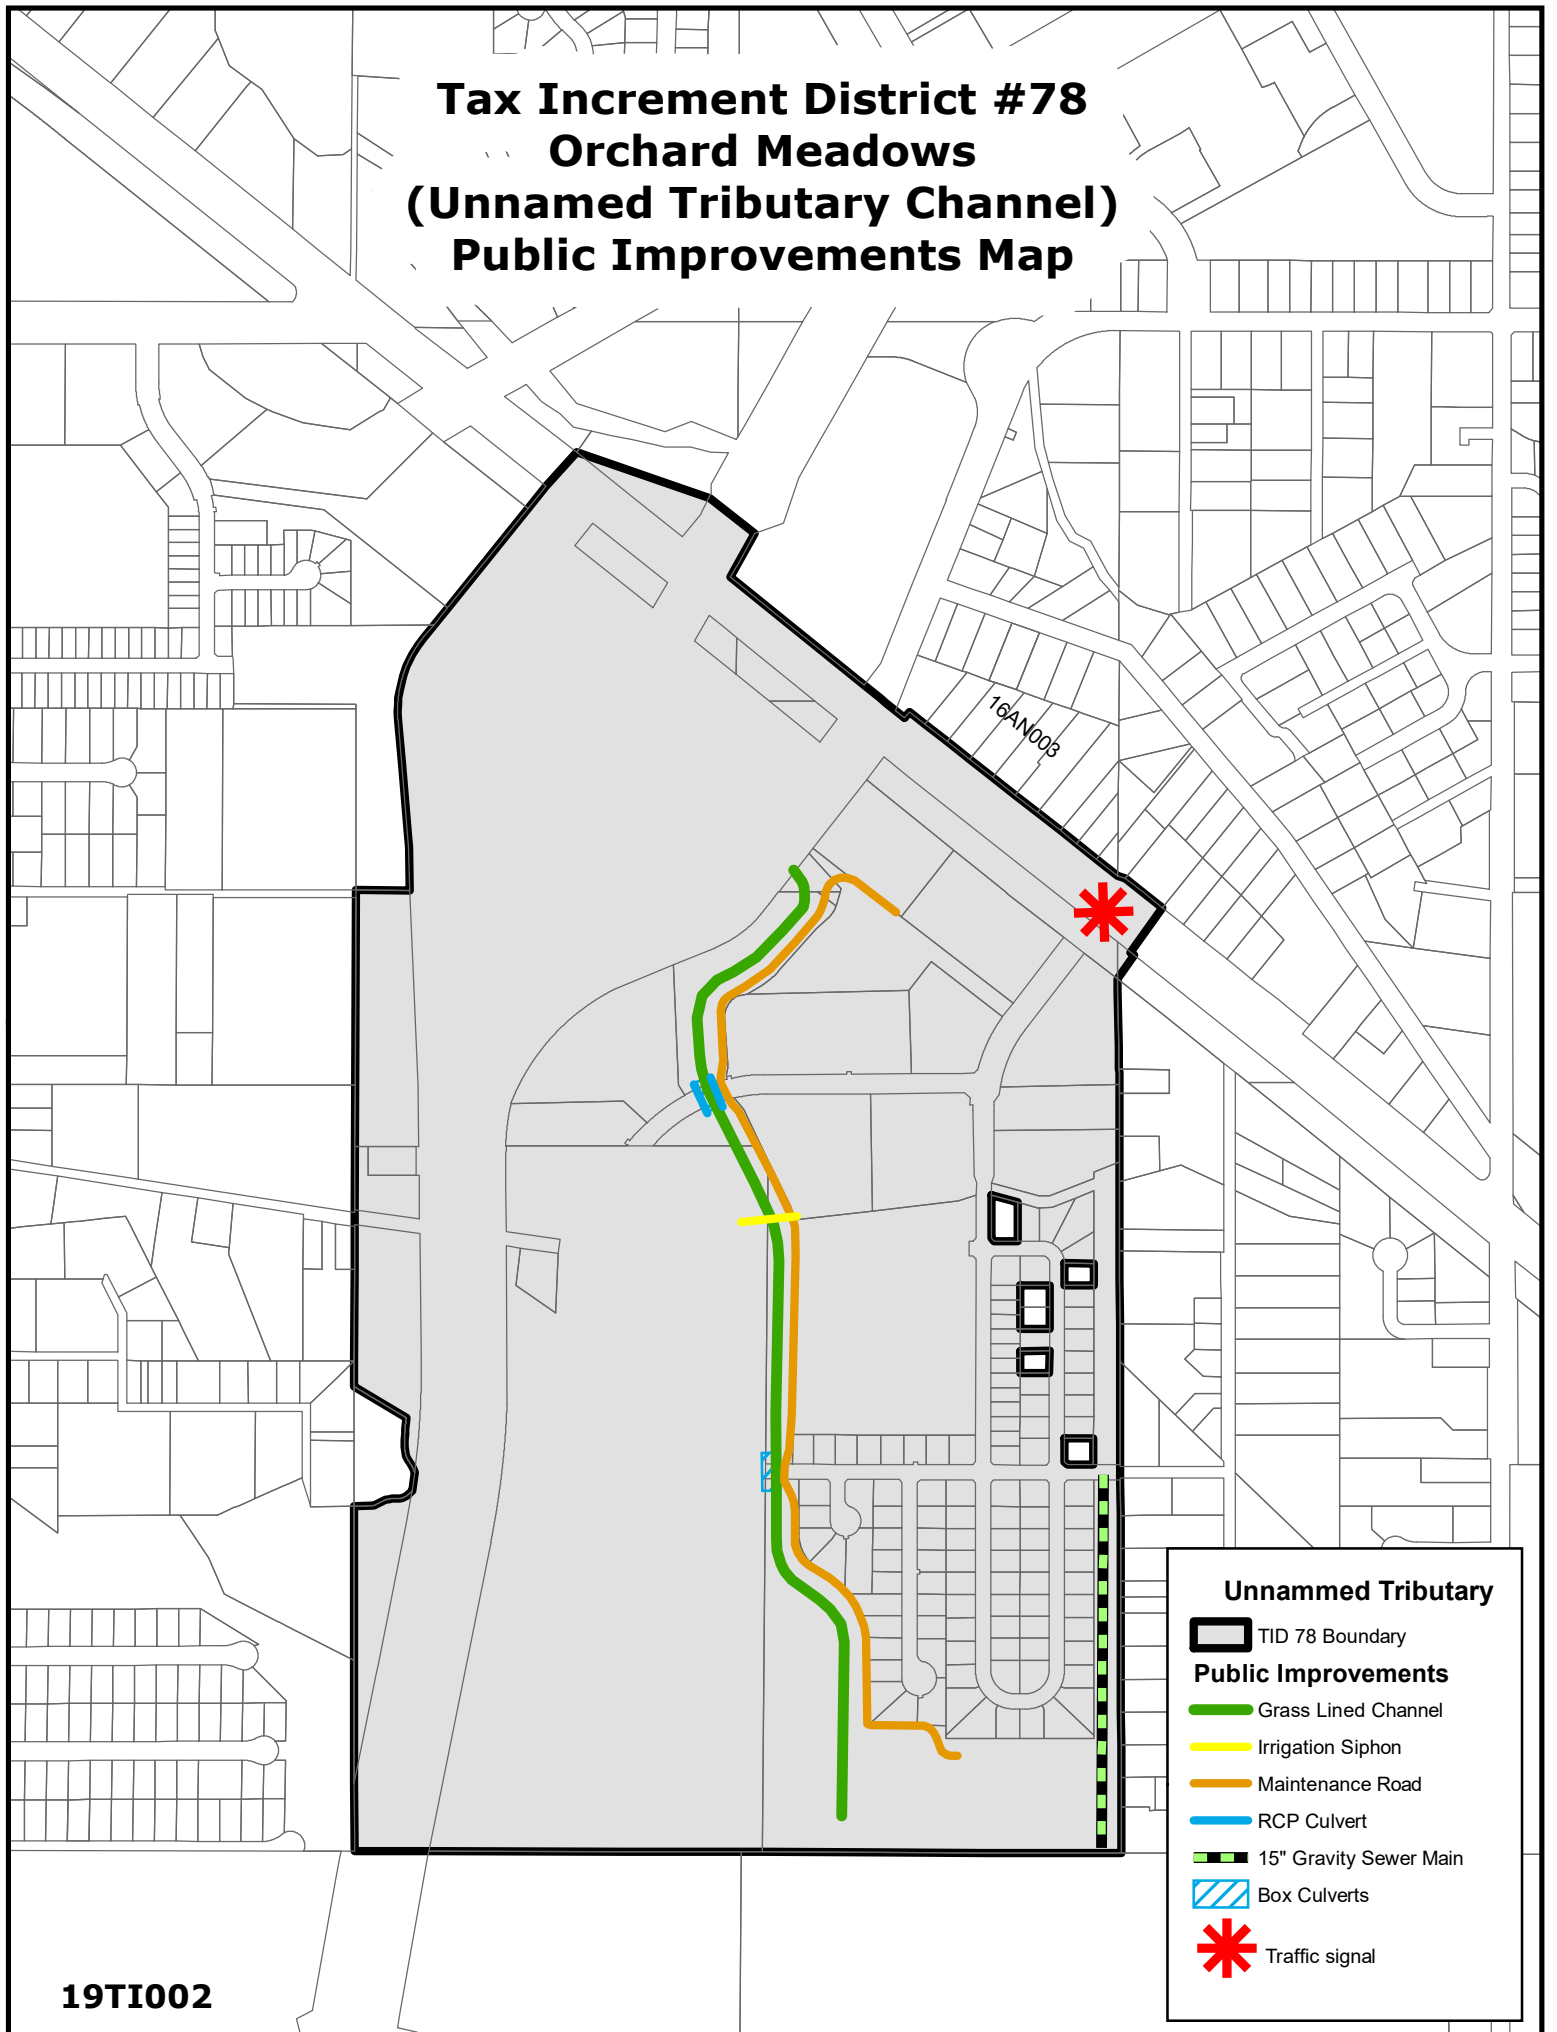 Tax Increment District #78
Orchard Meadows
(Unnamed Tributary Channel)
Public Improvements Map
16AN003
Unnammed Tributary
TID 78 Boundary
Public Improvements
Grass Lined Channel
Irrigation Siphon
Maintenance Road
RCP Culvert
15" Gravity Sewer Main
Box Culverts
Traffic signal
19TI002